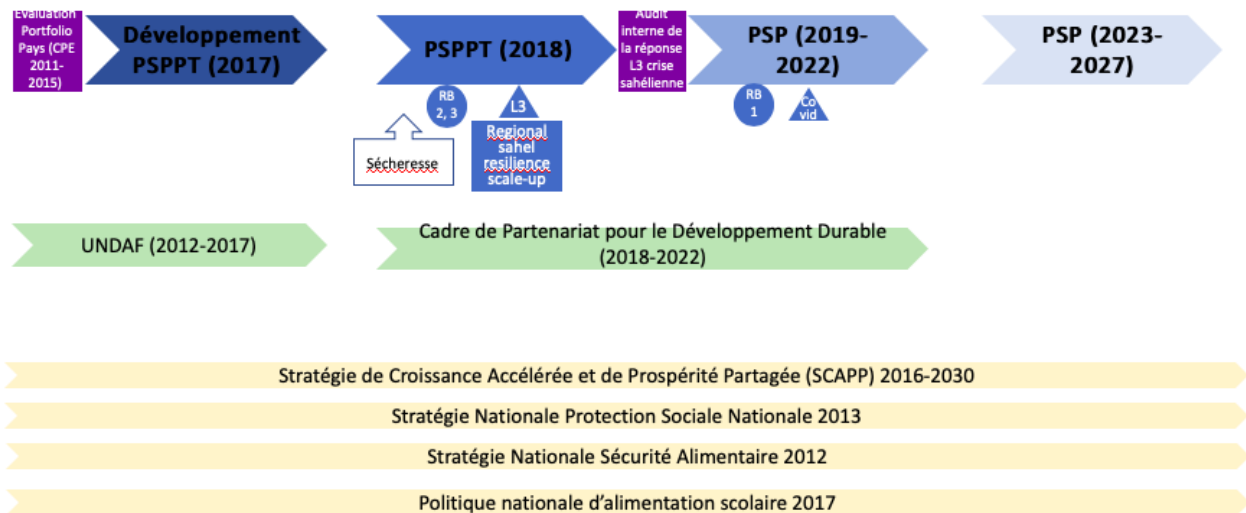 Evaluation
Portfolio
Pays (CPE
2011-
2015)
Développement
PSPPT (2017)
PSPPT (2018)
Audit
interne de
la réponse
L3 crise
sahélienne
PSP (2019-
2022)
PSP (2023-
2027)
RB
2, 3
L3
RB
1
Co
vid
Sécheresse
Regional
sahel
resilience
scale-up
UNDAF (2012-2017)
Cadre de Partenariat pour le Développement Durable
(2018-2022)
Stratégie de Croissance Accélérée et de Prospérité Partagée (SCAPP) 2016-2030
Stratégie Nationale Protection Sociale Nationale 2013
Stratégie Nationale Sécurité Alimentaire 2012
Politique nationale d'alimentation scolaire 2017